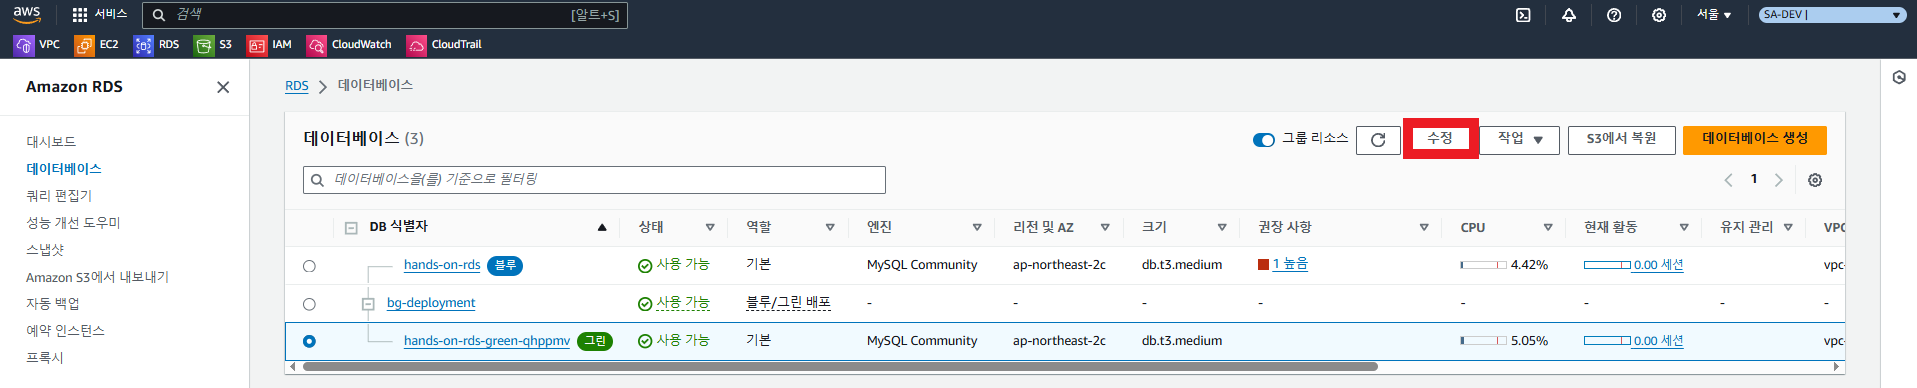 aws 서비스 검색 [알트+S] 서울 ▼ SA-DEV | ▼
VPC EC2 RDS S3 IAM CloudWatch CloudTrail
Amazon RDS
대시보드
데이터베이스
쿼리 편집기
성능 개선 도우미
스냅샷
Amazon S3에서 내보내기
자동 백업
예약 인스턴스
프록시
RDS > 데이터베이스
데이터베이스 (3) 그룹 리소스 수정 작업 ▼ S3에서 복원 데이터베이스 생성
데이터베이스을(를) 기준으로 필터링 < 1 >
DB 식별자 ▲ 상태 역할 엔진 리전 및 AZ 크기 권장 사항 CPU 현재 활동 유지 관리 VPC
hands-on-rds 블루 사용 가능 기본 MySQL Community ap-northeast-2c db.t3.medium 1 높음 4.42% 0.00 세션 - vpc-
bg-deployment 사용 가능 블루/그린 배포 - - - - - - - -
hands-on-rds-green-qhppmv 그린 사용 가능 기본 MySQL Community ap-northeast-2c db.t3.medium 5.05% 0.00 세션 - vpc-